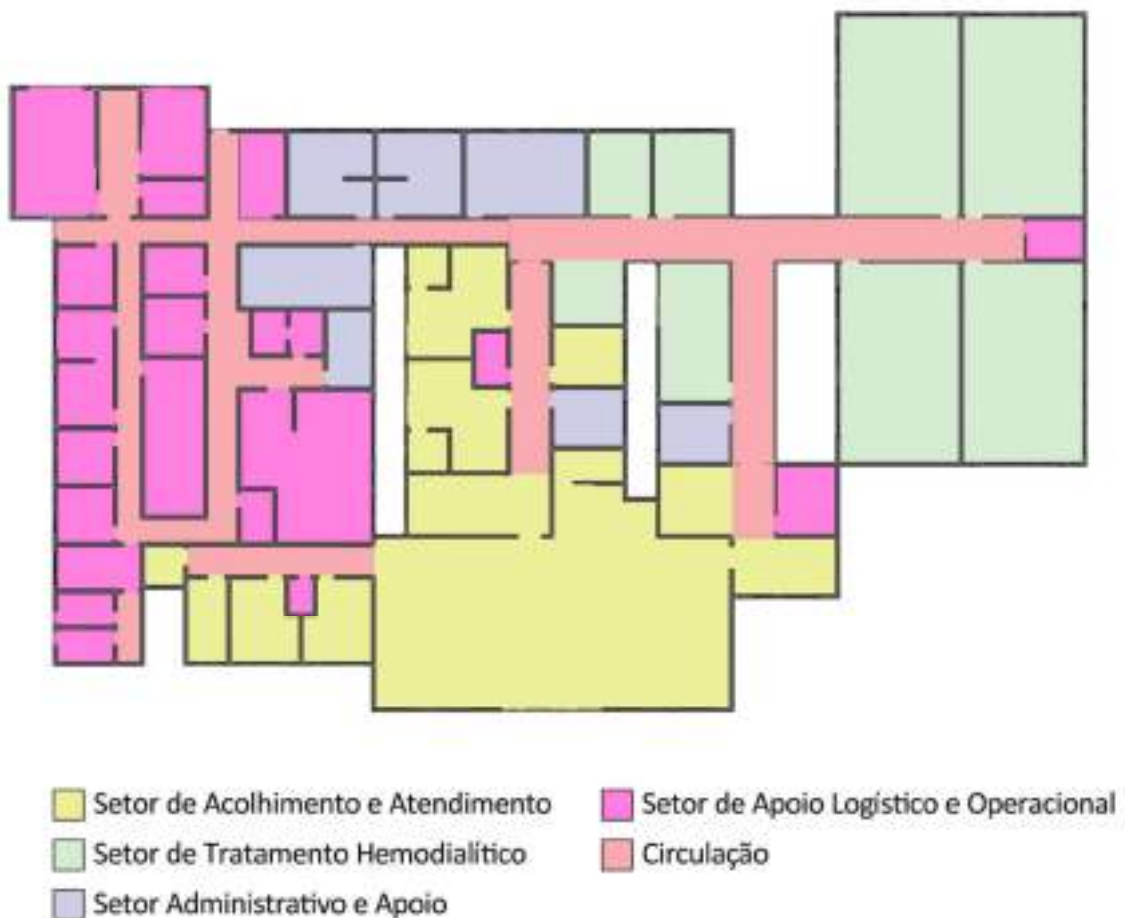 Setor de Acolhimento e Atendimento
Setor de Tratamento Hemodialítico
Setor Administrativo e Apoio
Setor de Apoio Logístico e Operacional
Circulação